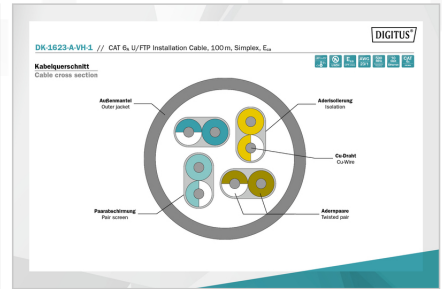 DIGITUS®
DK-1623-A-VH-1 // CAT 6A U/FTP Installation Cable, 100 m, Simplex, Eca
Kabelquerschnitt
Cable cross section
Außenmantel
Outer jacket
Aderisolierung
Isolation
Cu-Draht
Cu-Wire
Paarabschirmung
Pair screen
Adernpaare
Twisted pair